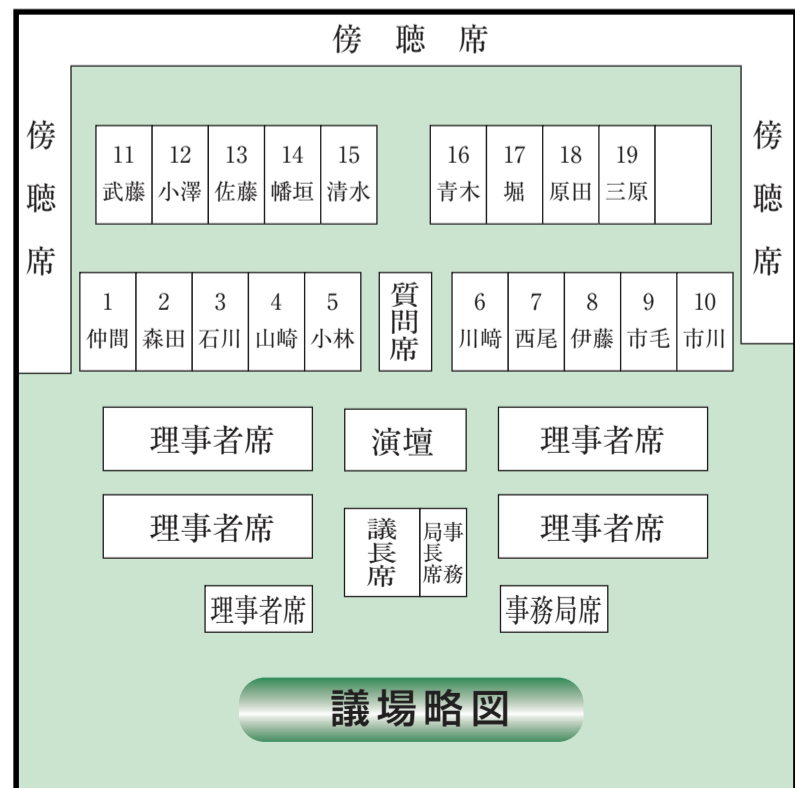 傍聴席
傍聴席
傍聴席
11 12 13 14 15 16 17 18 19
武藤 小澤 佐藤 幡垣 清水 青木 堀 原田 三原
1 2 3 4 5 質問席 6 7 8 9 10
仲間 森田 石川 山崎 小林 川﨑 西尾 伊藤 市毛 市川
理事者席 演壇 理事者席
理事者席 議長席 事務局長席 理事者席
理事者席 事務局席
議場略図